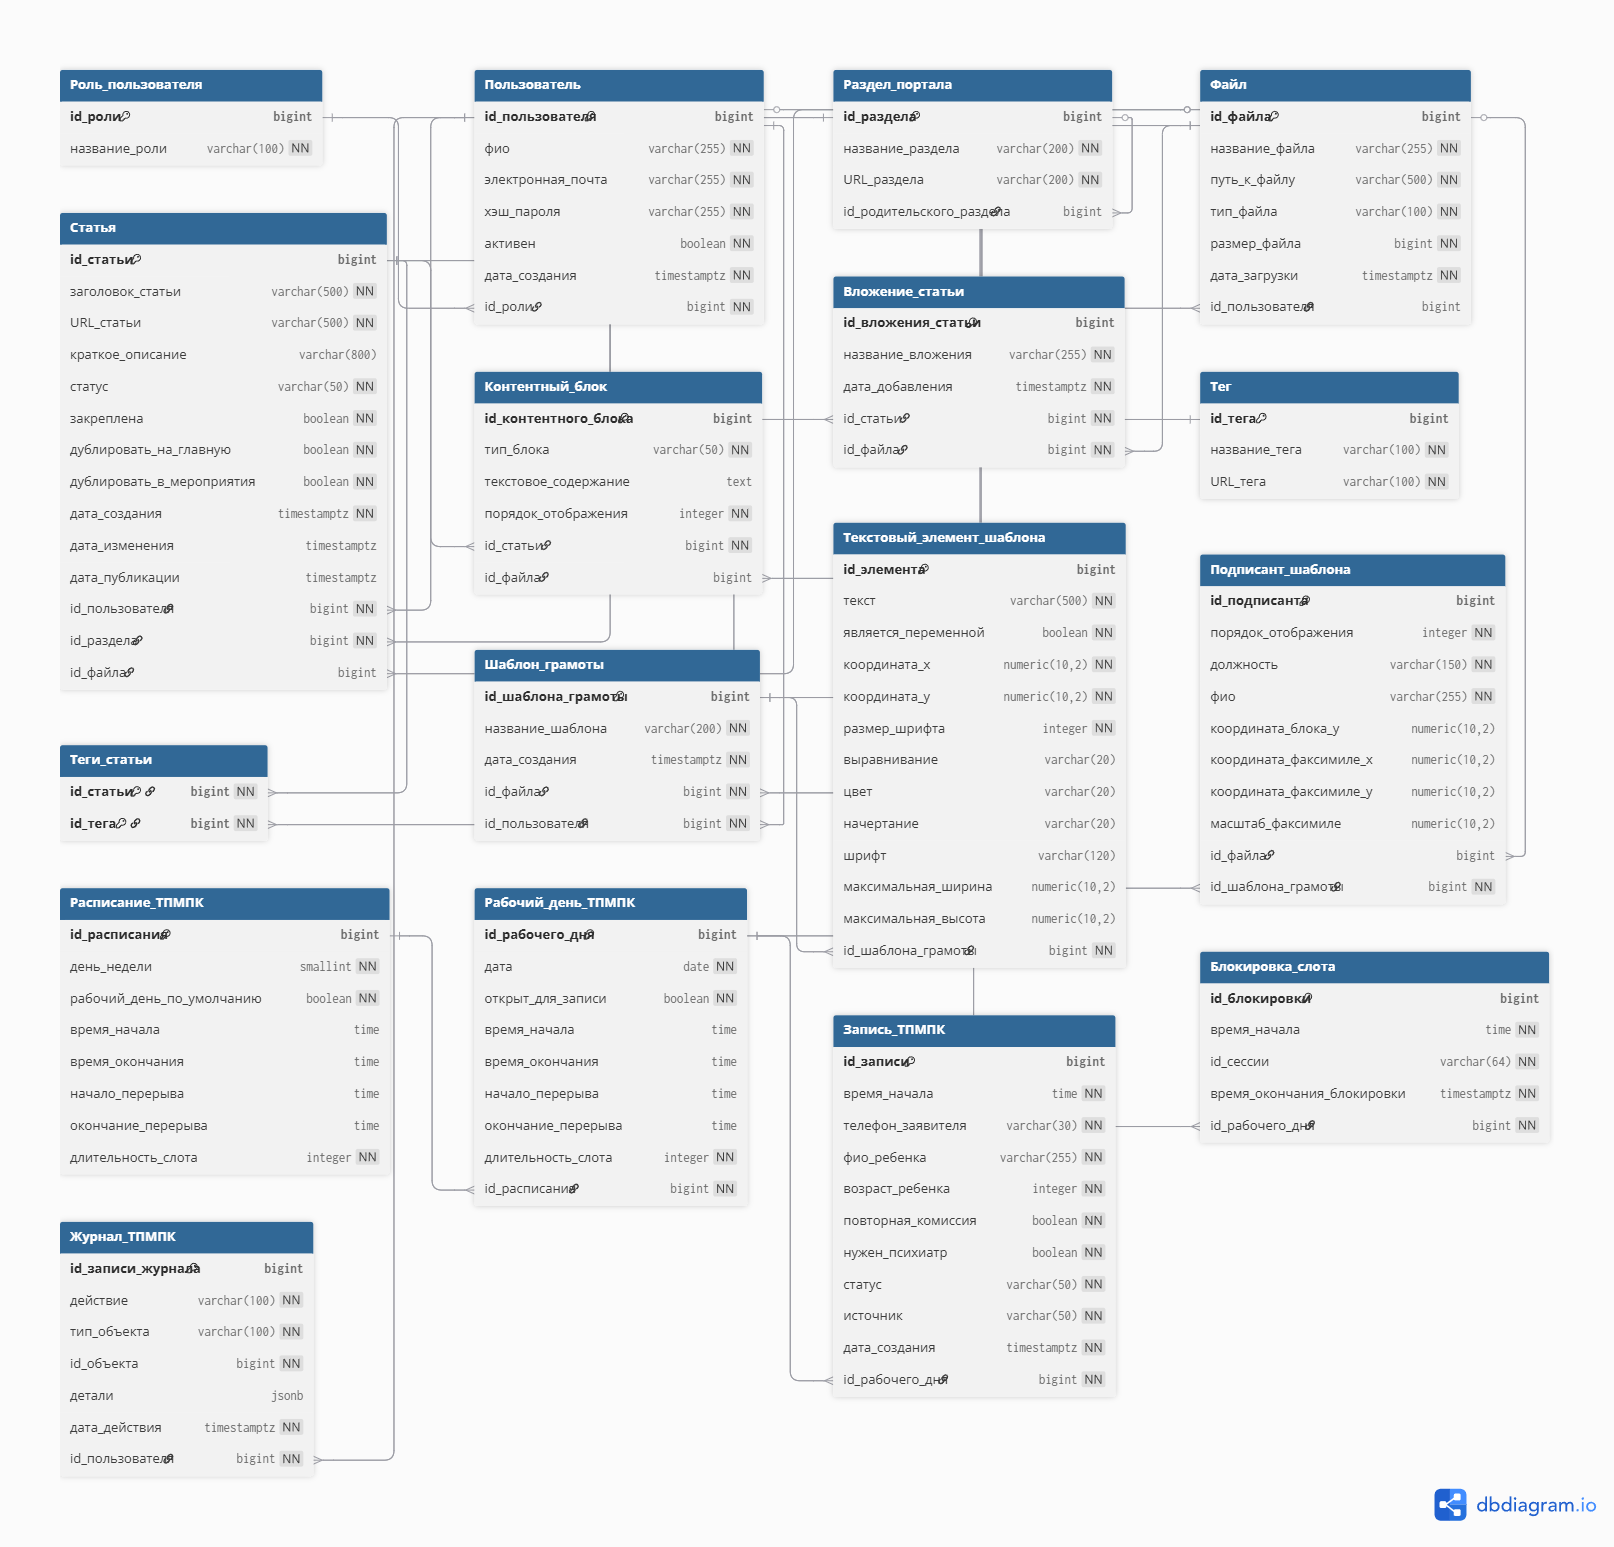 Роль_пользователя
id_роли bigint
название_роли varchar(100) NN
Статья
id_статьи bigint
заголовок_статьи varchar(500) NN
URL_статьи varchar(500) NN
краткое_описание varchar(800)
статус varchar(50) NN
закреплена boolean NN
дублировать_на_главную boolean NN
дублировать_в_мероприятия boolean NN
дата_создания timestamptz NN
дата_изменения timestamptz
дата_публикации timestamptz
id_пользователя bigint NN
id_раздела bigint NN
id_файла bigint
Теги_статьи
id_статьи bigint NN
id_тега bigint NN
Расписание_ТПМПК
id_расписания bigint
день_недели smallint NN
рабочий_день_по_умолчанию boolean NN
время_начала time
время_окончания time
начало_перерыва time
окончание_перерыва time
длительность_слота integer NN
Журнал_ТПМПК
id_записи_журнала bigint
действие varchar(100) NN
тип_объекта varchar(100) NN
id_объекта bigint NN
детали jsonb
дата_действия timestamptz NN
id_пользователя bigint NN
Пользователь
id_пользователя bigint
фио varchar(255) NN
электронная_почта varchar(255) NN
хэш_пароля varchar(255) NN
активен boolean NN
дата_создания timestamptz NN
id_роли bigint NN
Контентный_блок
id_контентного_блока bigint
тип_блока varchar(50) NN
текстовое_содержание text
порядок_отображения integer NN
id_статьи bigint NN
id_файла bigint
Шаблон_грамоты
id_шаблона_грамоты bigint
название_шаблона varchar(200) NN
дата_создания timestamptz NN
id_файла bigint NN
id_пользователя bigint NN
Рабочий_день_ТПМПК
id_рабочего_дня bigint
дата date NN
открыт_для_записи boolean NN
время_начала time
время_окончания time
начало_перерыва time
окончание_перерыва time
длительность_слота integer NN
id_расписания bigint NN
Раздел_портала
id_раздела bigint
название_раздела varchar(200) NN
URL_раздела varchar(200) NN
id_родительского_раздела bigint
Вложение_статьи
id_вложения_статьи bigint
название_вложения varchar(255) NN
дата_добавления timestamptz NN
id_статьи bigint NN
id_файла bigint NN
Текстовый_элемент_шаблона
id_элемента bigint
текст varchar(500) NN
является_переменной boolean NN
координата_x numeric(10,2) NN
координата_y numeric(10,2) NN
размер_шрифта integer NN
выравнивание varchar(20)
цвет varchar(20)
начертание varchar(20)
шрифт varchar(120)
максимальная_ширина numeric(10,2)
максимальная_высота numeric(10,2)
id_шаблона_грамоты bigint NN
Запись_ТПМПК
id_записи bigint
время_начала time NN
телефон_заявителя varchar(30) NN
фио_ребенка varchar(255) NN
возраст_ребенка integer NN
повторная_комиссия boolean NN
нужен_психиатр boolean NN
статус varchar(50) NN
источник varchar(50) NN
дата_создания timestamptz NN
id_рабочего_дня bigint NN
Файл
id_файла bigint
название_файла varchar(255) NN
путь_к_файлу varchar(500) NN
тип_файла varchar(100) NN
размер_файла bigint NN
дата_загрузки timestamptz NN
id_пользователя bigint
Тег
id_тега bigint
название_тега varchar(100) NN
URL_тега varchar(100) NN
Подписант_шаблона
id_подписанта bigint
порядок_отображения integer NN
должность varchar(150) NN
фио varchar(255) NN
координата_блока_y numeric(10,2)
координата_факсимиле_x numeric(10,2)
координата_факсимиле_y numeric(10,2)
масштаб_факсимиле numeric(10,2)
id_файла bigint
id_шаблона_грамоты bigint NN
Блокировка_слота
id_блокировки bigint
время_начала time NN
id_сессии varchar(64) NN
время_окончания_блокировки timestamptz NN
id_рабочего_дня bigint NN
dbdiagram.io